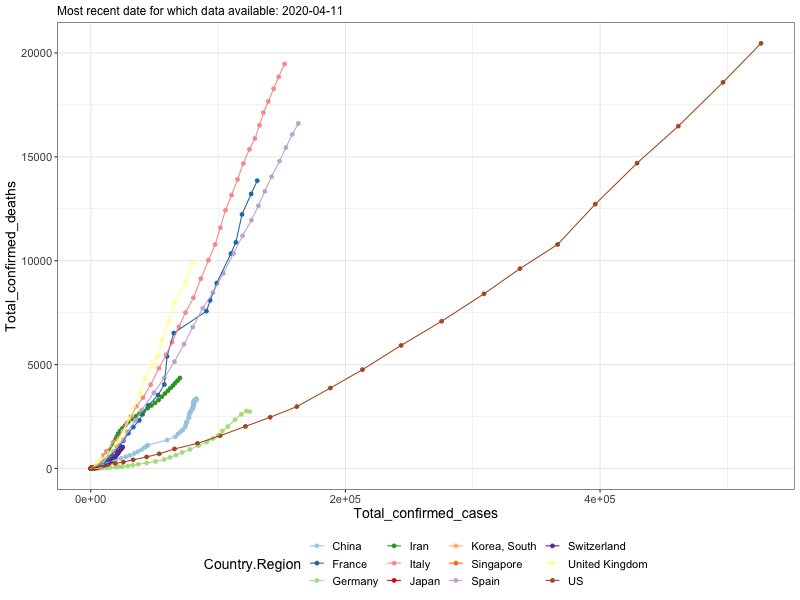 Most recent date for which data available: 2020-04-11
20000
15000
10000
5000
0
Total_confirmed_deaths
0e+00 2e+05 4e+05
Total_confirmed_cases
Country.Region
China Iran Korea, South Switzerland
France Italy Singapore United Kingdom
Germany Japan Spain US